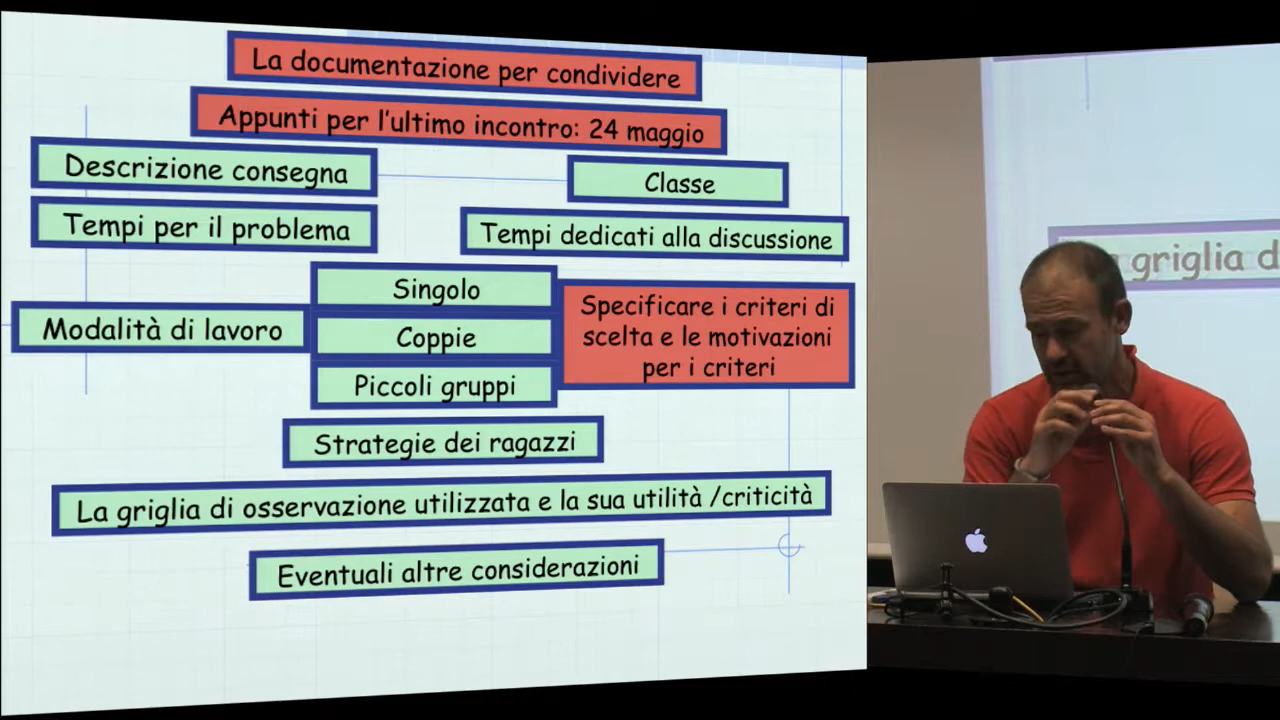 La documentazione per condividere
Appunti per l'ultimo incontro: 24 maggio
Descrizione consegna
Classe
Tempi per il problema
Tempi dedicati alla discussione
Modalità di lavoro
Singolo
Coppie
Piccoli gruppi
Specificare i criteri di
scelta e le motivazioni
per i criteri
Strategie dei ragazzi
La griglia di osservazione utilizzata e la sua utilità /criticità
Eventuali altre considerazioni
griglia d